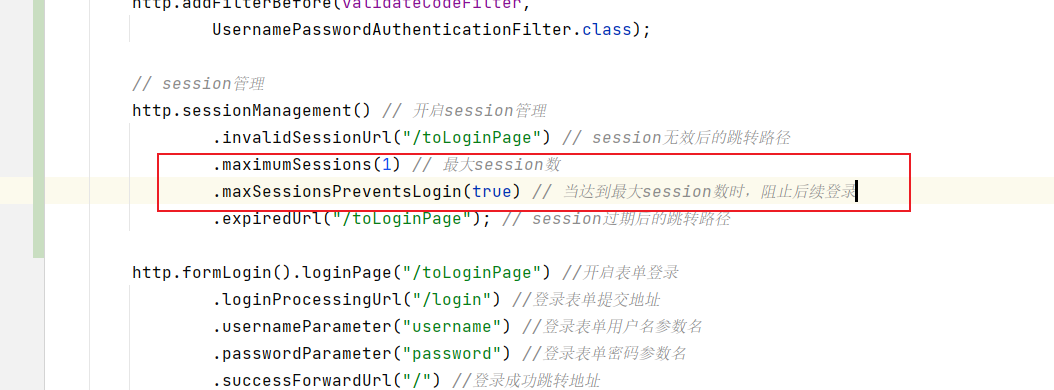 http.addFilterBefore(validateCodeFilter,
UsernamePasswordAuthenticationFilter.class);
// session管理
http.sessionManagement() // 开启session管理
.invalidSessionUrl("/toLoginPage") // session无效后的跳转路径
.maximumSessions(1) // 最大session数
.maxSessionsPreventsLogin(true) // 当达到最大session数时，阻止后续登录
.expiredUrl("/toLoginPage"); // session过期后的跳转路径
http.formLogin().loginPage("/toLoginPage") //开启表单登录
.loginProcessingUrl("/login") //登录表单提交地址
.usernameParameter("username") //登录表单用户名参数名
.passwordParameter("password") //登录表单密码参数名
.successForwardUrl("/") //登录成功跳转地址